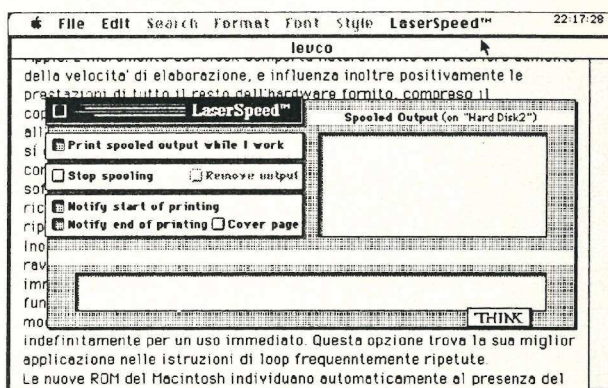 File Edit Search Format Font Style LaserSpeed™ 22:17:28
levco
della velocita' di elaborazione, e influenza inoltre positivamente le
prestazioni di tutto il resto dell'hardware fornito, compreso il
LaserSpeed™
Spooled Output (on "Hard Disk2")
Print spooled output while I work
Stop spooling Remove output
Notify start of printing
Notify end of printing Cover page
THINK
indefinitamente per un uso immediato. Questa opzione trova la sua miglior
applicazione nelle istruzioni di loop frequenntemente ripetute.
Le nuove ROM del Macintosh individuano automaticamente al presenza del